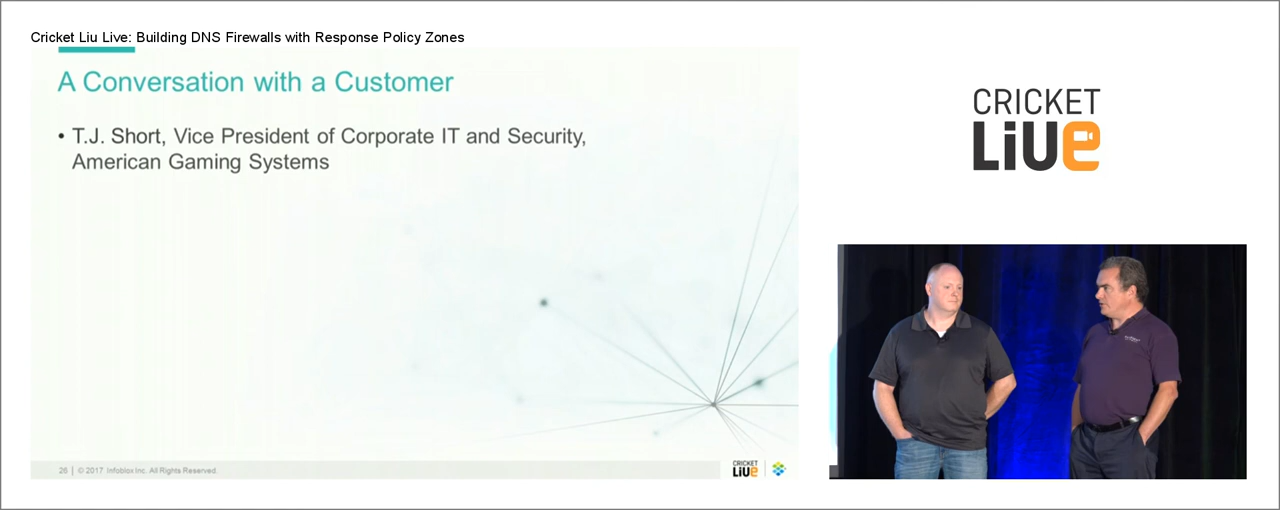 Cricket Liu Live: Building DNS Firewalls with Response Policy Zones
A Conversation with a Customer
• T.J. Short, Vice President of Corporate IT and Security,
American Gaming Systems
26 | © 2017 Infoblox Inc. All Rights Reserved.
CRICKET
LiUe
CRICKET
LiUe